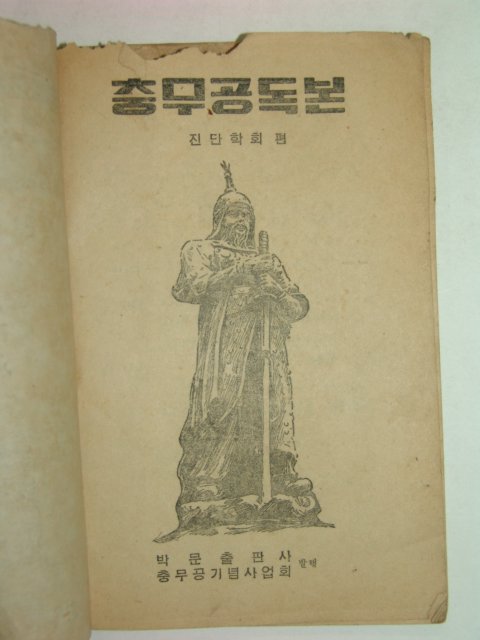 충무공독본
진단학회 편
박문출판사
충무공기념사업회 발행